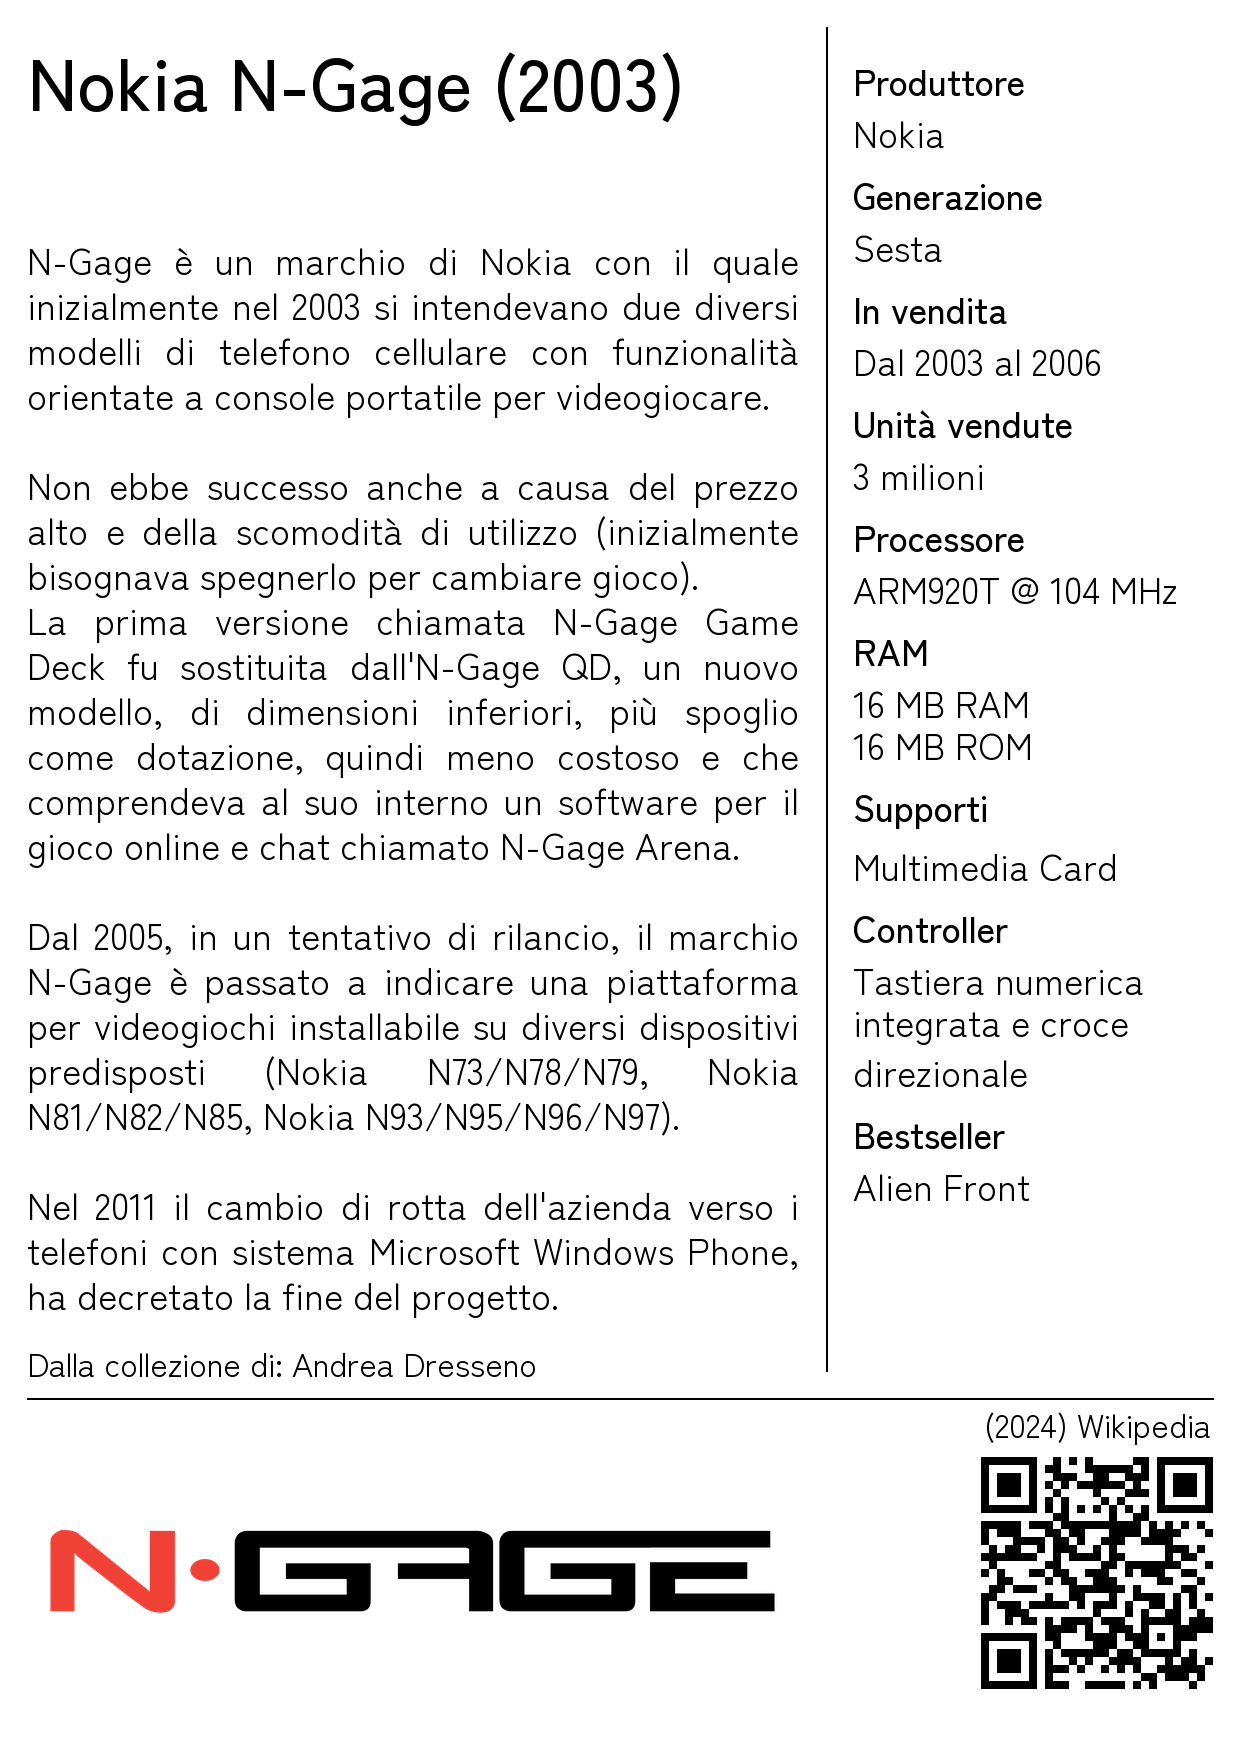 Nokia N-Gage (2003)
N-Gage è un marchio di Nokia con il quale
inizialmente nel 2003 si intendevano due diversi
modelli di telefono cellulare con funzionalità
orientate a console portatile per videogiocare.
Non ebbe successo anche a causa del prezzo
alto e della scomodità di utilizzo (inizialmente
bisognava spegnerlo per cambiare gioco).
La prima versione chiamata N-Gage Game
Deck fu sostituita dall'N-Gage QD, un nuovo
modello, di dimensioni inferiori, più spoglio
come dotazione, quindi meno costoso e che
comprendeva al suo interno un software per il
gioco online e chat chiamato N-Gage Arena.
Dal 2005, in un tentativo di rilancio, il marchio
N-Gage è passato a indicare una piattaforma
per videogiochi installabile su diversi dispositivi
predisposti (Nokia N73/N78/N79, Nokia
N81/N82/N85, Nokia N93/N95/N96/N97).
Nel 2011 il cambio di rotta dell'azienda verso i
telefoni con sistema Microsoft Windows Phone,
ha decretato la fine del progetto.
Dalla collezione di: Andrea Dresseno
Produttore
Nokia
Generazione
Sesta
In vendita
Dal 2003 al 2006
Unità vendute
3 milioni
Processore
ARM920T @ 104 MHz
RAM
16 MB RAM
16 MB ROM
Supporti
Multimedia Card
Controller
Tastiera numerica
integrata e croce
direzionale
Bestseller
Alien Front
(2024) Wikipedia
N·GAGE